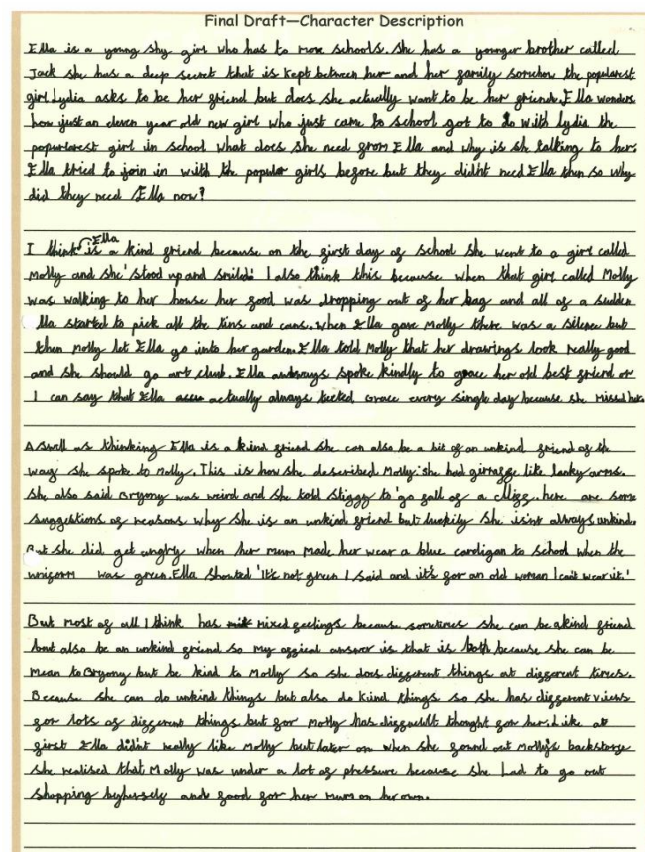 Final Draft—Character Description
Ella is a young shy girl who has to move schools. She has a younger brother called
Jack she has a deep secret that is kept between her and her family somehow the popularest
girl Lydia asks to be her friend but does she actually want to be her friend. Ella wonders
how just an eleven year old new girl who just came to school got to be with lydia the
popularest girl in school what does she need from Ella and why is sh talking to her?
Ella tried to join in with the popular girls before but they didn't need Ella then so why
did they need Ella now?
I think Ella is a kind friend because on the first day of school she went to a girl called
Molly and she stood up and smiled. I also think this because when that girl called Molly
was walking to her house her food was dropping out of her bag and all of a sudden
lla started to pick all the tins and cans. When Ella gave Molly there was a silence but
then Molly let Ella go into her garden. Ella told Molly that her drawings look really good
and she should go art club. Ella always spoke kindly to grace her old best friend or
I can say that Ella actually always texted Grace every single day because she missed her.
Aswell as thinking Ella is a kind friend she can also be a bit of an unkind friend of the
way she spoke to Molly. This is how she described Molly: she had girraffe like lanky arms.
She also said Bryony was weird and she told 'go fall of a cliff. here are some
suggestions of reasons why she is an unkind friend but luckily she isint always unkind.
But she did get angry when her mum made her wear a blue cardigan to school when the
uniform was green. Ella shouted 'It's not green I said and it's for an old woman I can't wear it.'
But most of all I think has mixed feelings because sometimes she can be a kind friend
but also be an unkind friend so my offical answer is that is both because she can be
mean to Bryony but be kind to Molly so she does different things at different times.
Because she can do unkind things but also do kind things so she has different views
for lots of different things but for Molly has thought for her. Like at
first Ella didint really like Molly but later on when she found out Molly's backstory
she realised that Molly was under a lot of pressure because she had to go out
shopping byherself and food for her mum on her own.